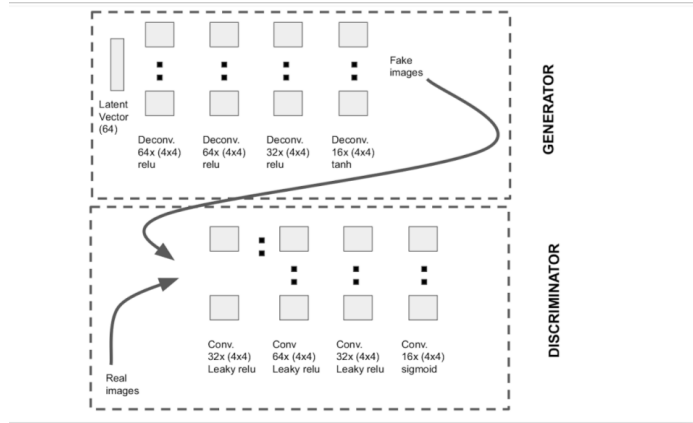 Fake
images
Latent
Vector
(64)
Deconv.
64x (4x4)
relu
Deconv.
64x (4x4)
relu
Deconv.
32x (4x4)
relu
Deconv.
16x (4x4)
tanh
GENERATOR
Conv.
32x (4x4)
Leaky relu
Conv
64x (4x4)
Leaky relu
Conv.
32x (4x4)
Leaky relu
Conv.
16x (4x4)
sigmoid
Real
images
DISCRIMINATOR